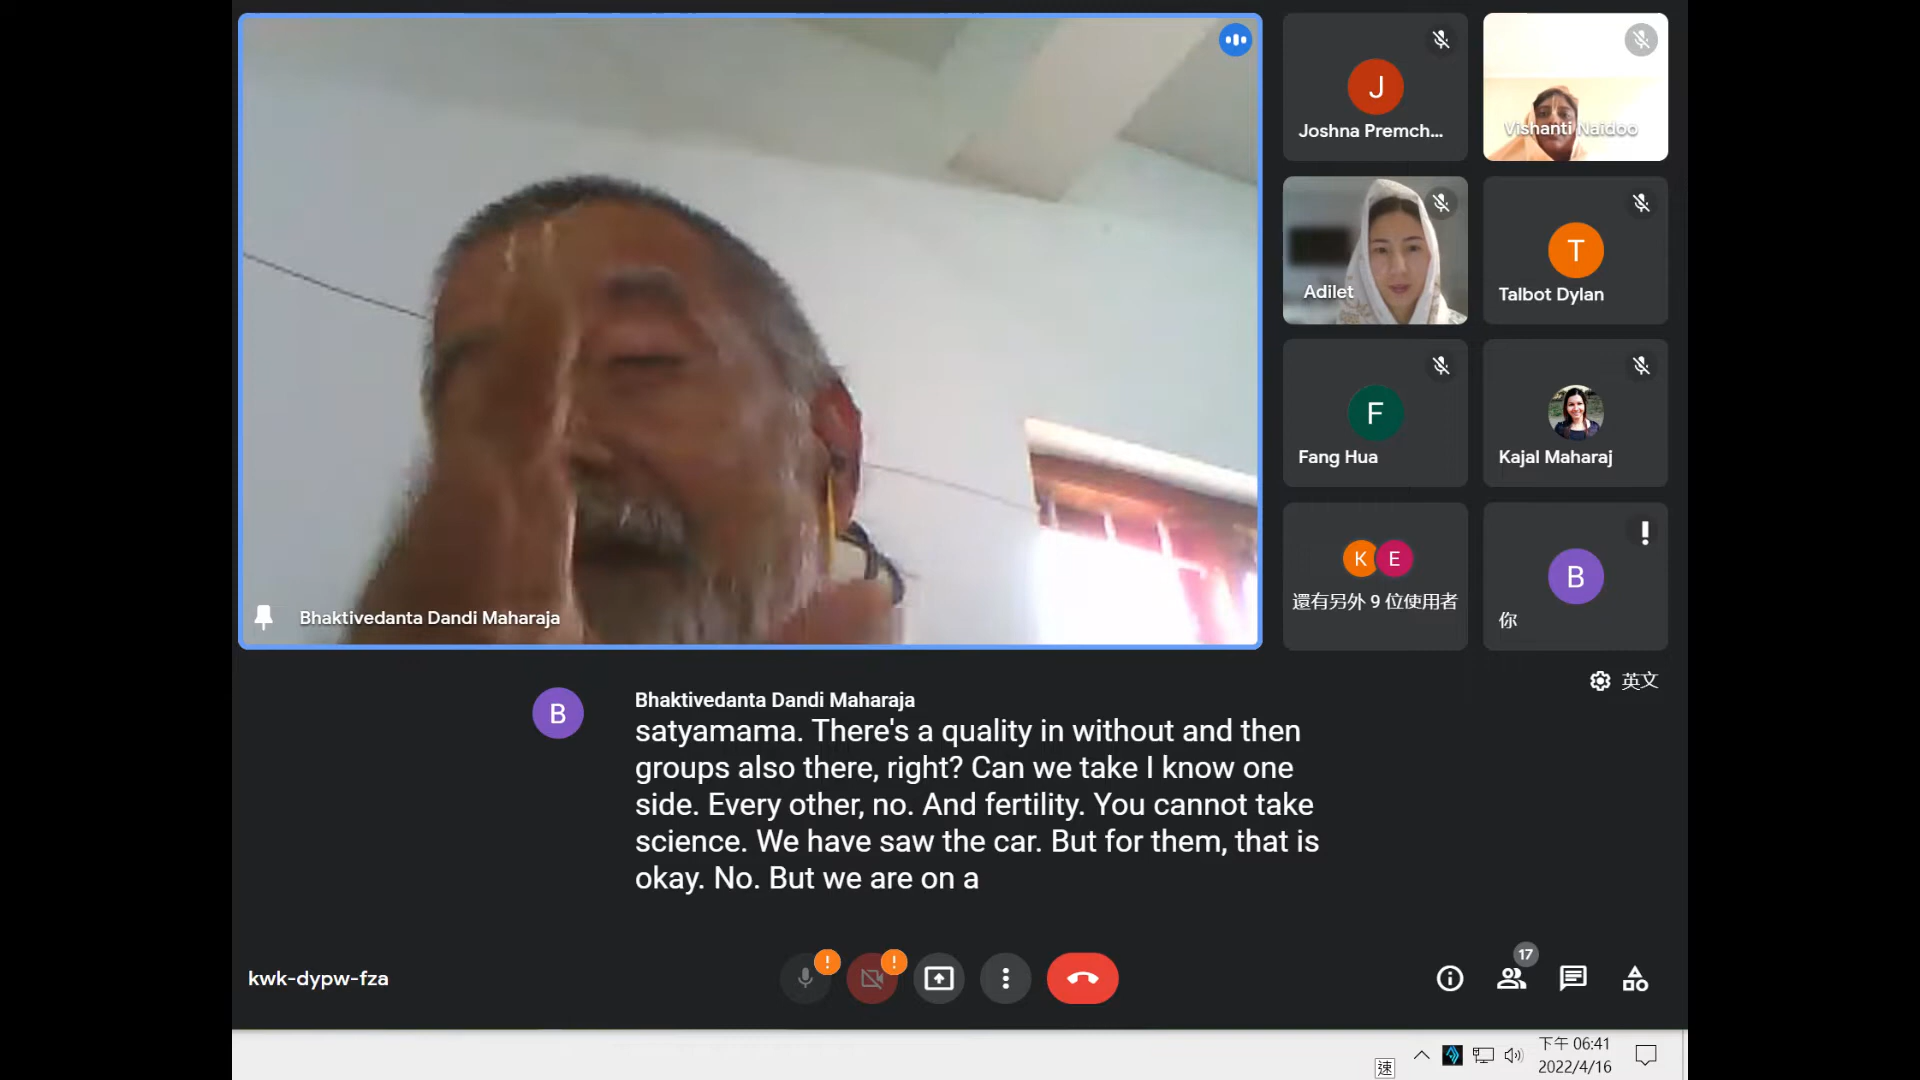 J
Joshna Premch...
Vishanti Naidoo
Adilet
T
Talbot Dylan
F
Fang Hua
Kajal Maharaj
K E
還有另外 9 位使用者
B
你
Bhaktivedanta Dandi Maharaja
英文
B
Bhaktivedanta Dandi Maharaja
satyamama. There's a quality in without and then
groups also there, right? Can we take I know one
side. Every other, no. And fertility. You cannot take
science. We have saw the car. But for them, that is
okay. No. But we are on a
kwk-dypw-fza
17
速
下午 06:41
2022/4/16